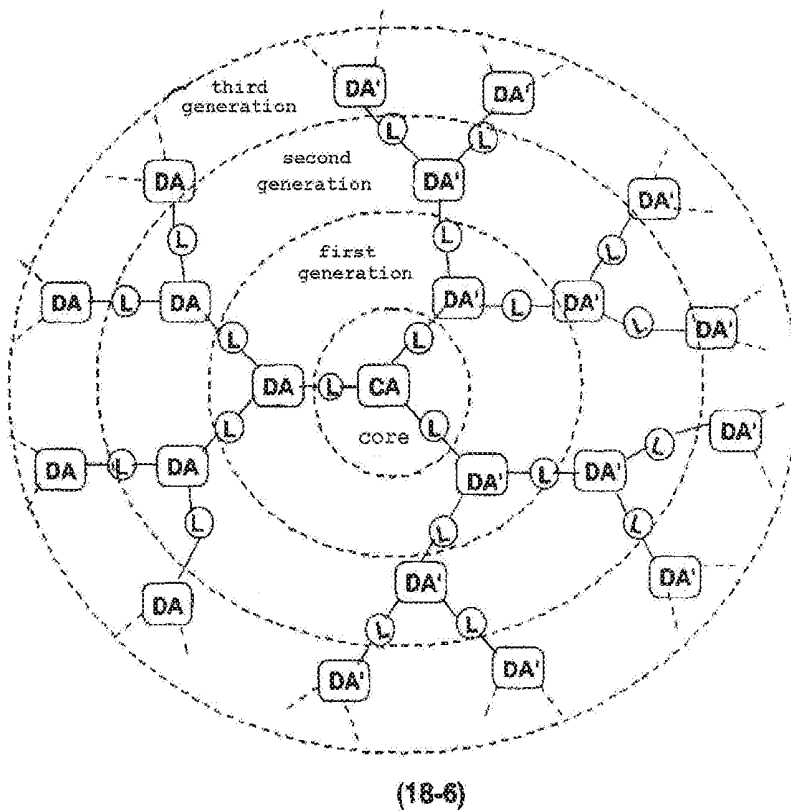 DA' DA'
third
generation
L L
second
generation
DA DA' DA'
L L L
first
generation
DA L DA DA' L DA' L DA'
L L
DA L CA
core
L L
DA L DA DA' L DA' L DA'
L L L
DA DA' DA'
L L
DA' DA'
(18-6)